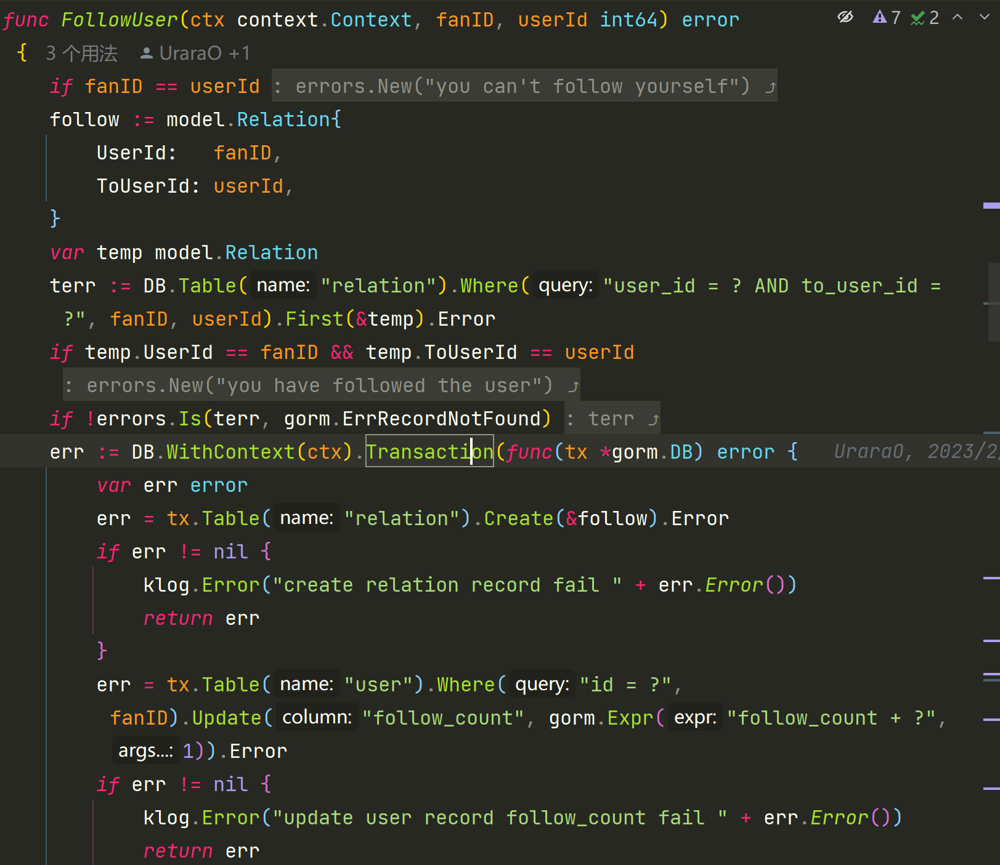 func FollowUser(ctx context.Context, fanID, userId int64) error
7 2
{ 3 个用法 UraraO +1
if fanID == userId : errors.New("you can't follow yourself")
follow := model.Relation{
UserId: fanID,
ToUserId: userId,
}
var temp model.Relation
terr := DB.Table( name: "relation").Where( query: "user_id = ? AND to_user_id =
?", fanID, userId).First(&temp).Error
if temp.UserId == fanID && temp.ToUserId == userId
: errors.New("you have followed the user")
if !errors.Is(terr, gorm.ErrRecordNotFound) : terr
err := DB.WithContext(ctx).Transaction(func(tx *gorm.DB) error { UraraO, 2023/2/
var err error
err = tx.Table( name: "relation").Create(&follow).Error
if err != nil {
klog.Error("create relation record fail " + err.Error())
return err
}
err = tx.Table( name: "user").Where( query: "id = ?",
fanID).Update( column: "follow_count", gorm.Expr( expr: "follow_count + ?",
args...: 1)).Error
if err != nil {
klog.Error("update user record follow_count fail " + err.Error())
return err